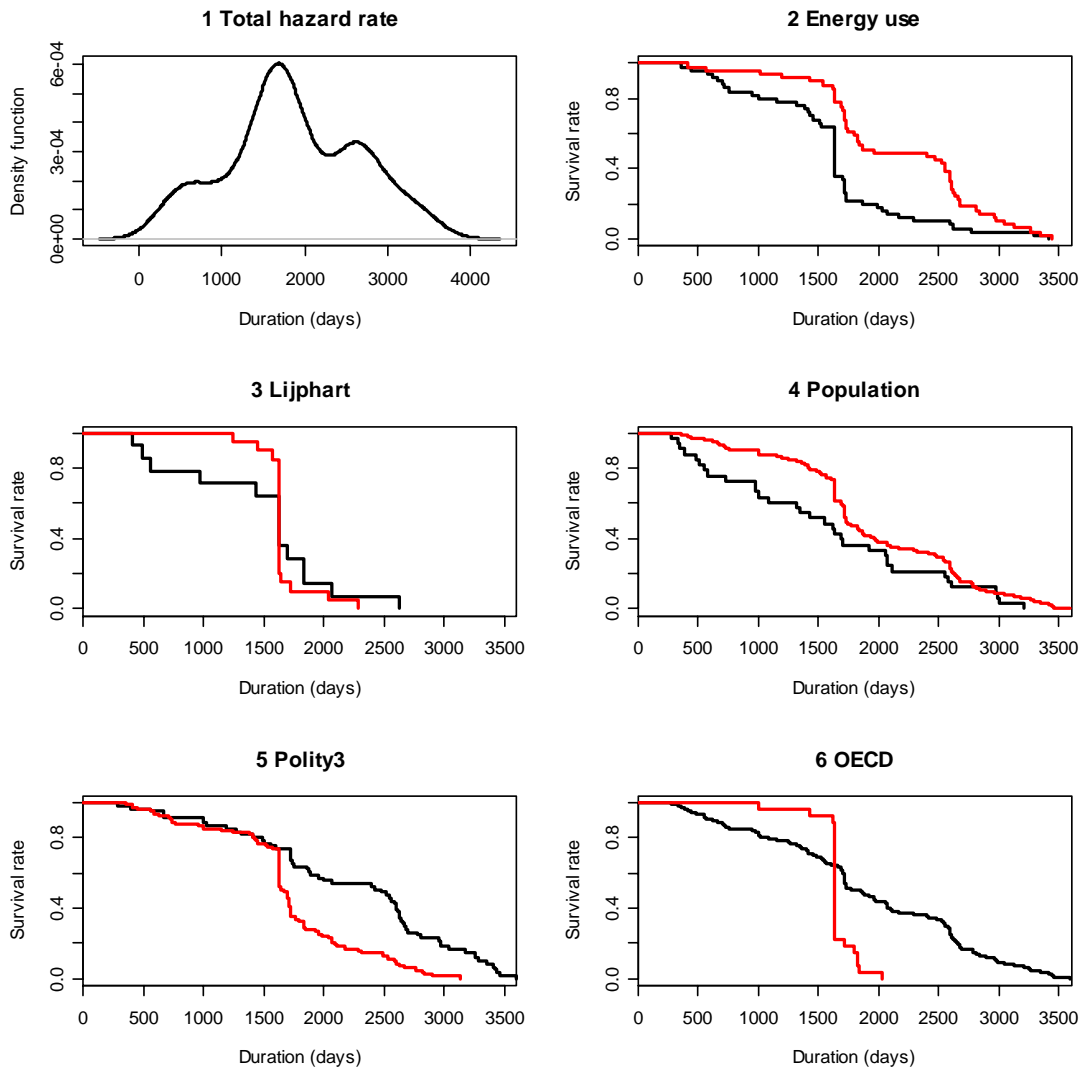 1 Total hazard rate
Density function
0e+00 3e-04 6e-04
0 1000 2000 3000 4000
Duration (days)
2 Energy use
Survival rate
0.0 0.4 0.8
0 500 1000 1500 2000 2500 3000 3500
Duration (days)
3 Lijphart
Survival rate
0.0 0.4 0.8
0 500 1000 1500 2000 2500 3000 3500
Duration (days)
4 Population
Survival rate
0.0 0.4 0.8
0 500 1000 1500 2000 2500 3000 3500
Duration (days)
5 Polity3
Survival rate
0.0 0.4 0.8
0 500 1000 1500 2000 2500 3000 3500
Duration (days)
6 OECD
Survival rate
0.0 0.4 0.8
0 500 1000 1500 2000 2500 3000 3500
Duration (days)